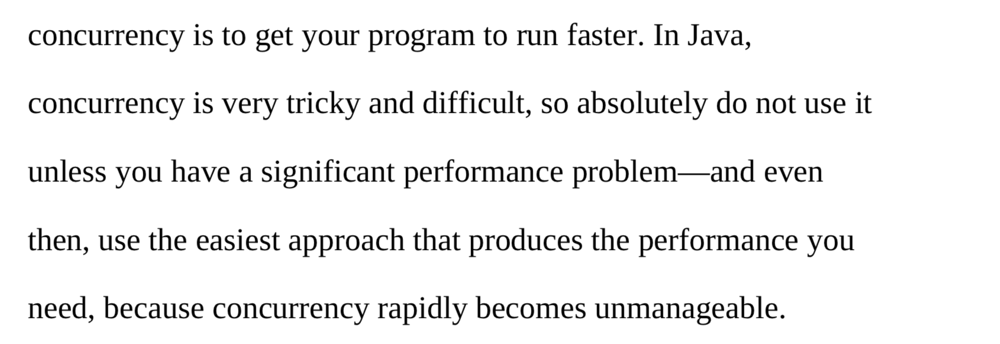 concurrency is to get your program to run faster. In Java,
concurrency is very tricky and difficult, so absolutely do not use it
unless you have a significant performance problem—and even
then, use the easiest approach that produces the performance you
need, because concurrency rapidly becomes unmanageable.